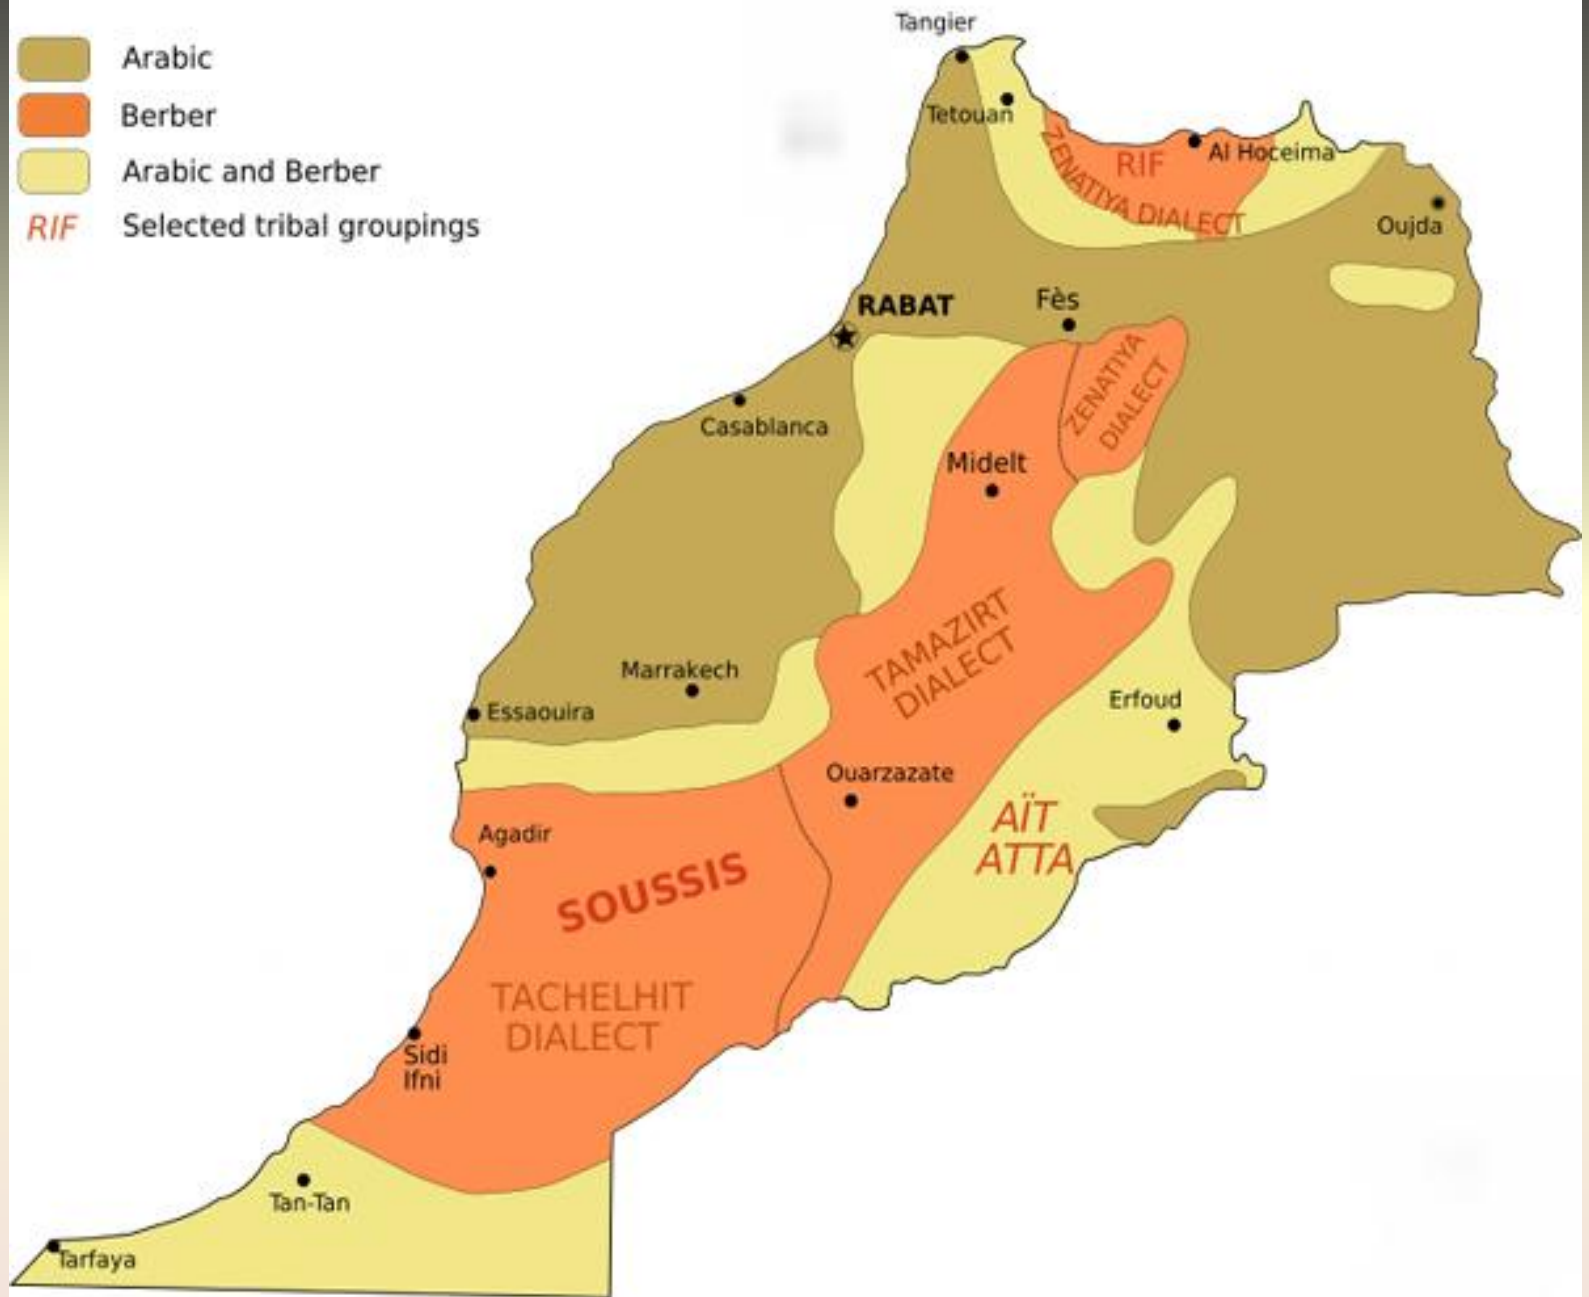 Arabic
Berber
Arabic and Berber
RIF Selected tribal groupings
Tangier
Tetouan
RIF
Al Hoceima
ZENATIYA DIALECT
Oujda
RABAT
Fès
ZENATIYA
DIALECT
Casablanca
Midelt
TAMAZIRT
DIALECT
Marrakech
Essaouira
Erfoud
Ouarzazate
AÏT
ATTA
Agadir
SOUSSIS
TACHELHIT
DIALECT
Sidi
Ifni
Tan-Tan
Tarfaya